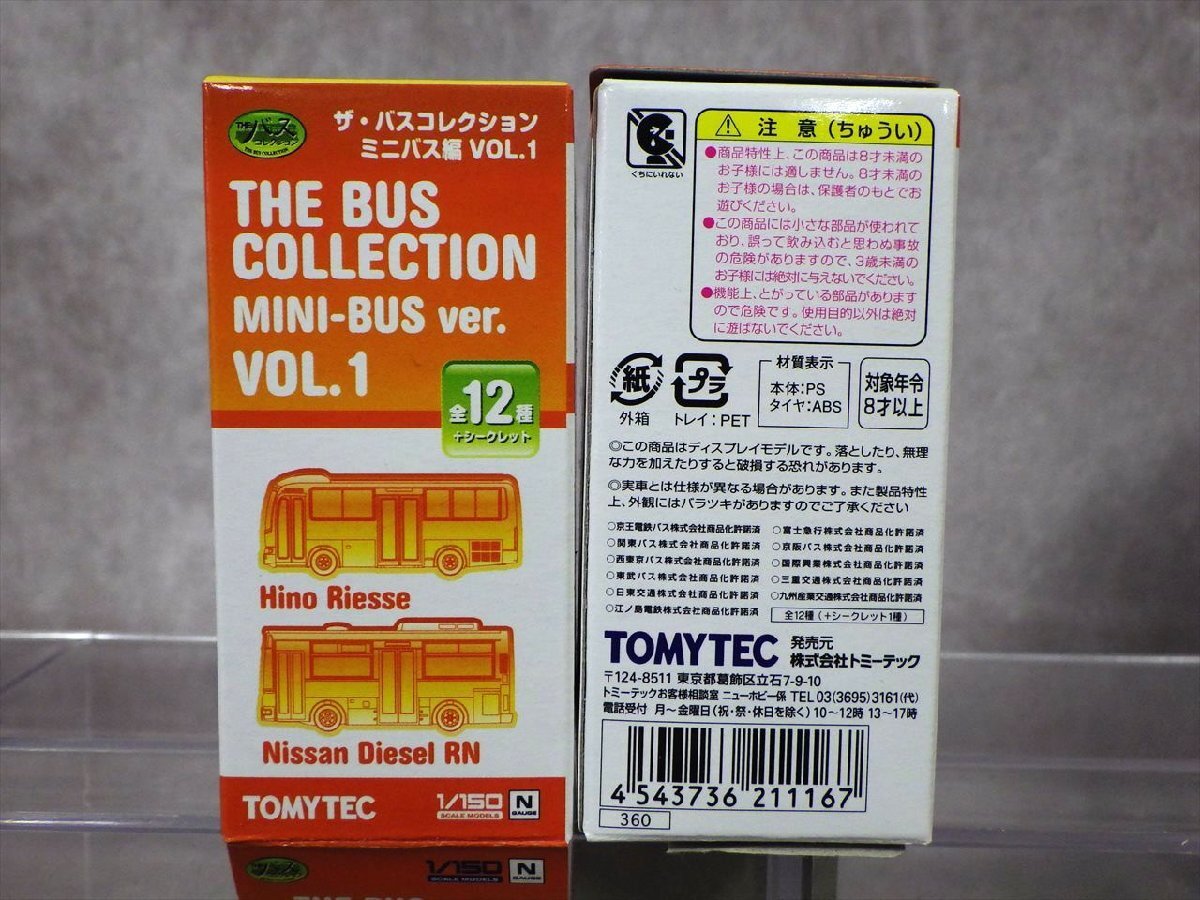 THE バス コレクション
THE BUS COLLECTION
ザ・バスコレクション
ミニバス編 VOL.1
THE BUS
COLLECTION
MINI-BUS ver.
VOL.1
全12種
+シークレット
Hino Riesse
Nissan Diesel RN
TOMYTEC
1/150
SCALE MODELS
N
GAUGE
くちにいれない
注 意 (ちゅうい)
●商品特性上、この商品は8才未満の
お子様には適しません。8才未満の
お子様の場合は、保護者のもとでお
遊びください。
●この商品には小さな部品が使われて
おり、誤って飲み込むと思わぬ事故
の危険がありますので、3歳未満の
お子様には絶対に与えないでください。
●機能上、とがっている部品があります
ので危険です。使用目的以外は絶対
に遊ばないでください。
紙
外箱
プラ
トレイ:PET
材質表示
本体:PS
タイヤ:ABS
対象年令
8才以上
◎この商品はディスプレイモデルです。落としたり、無理
な力を加えたりすると破損する恐れがあります。
◎実車とは仕様が異なる場合があります。また製品特性
上、外観にはバラツキがありますのでご了承ください
○京王電鉄バス株式会社商品化許諾済
○関東バス株式会社商品化許諾済
○西東京バス株式会社商品化許諾済
○東武バス株式会社商品化許諾済
○日東交通株式会社商品化許諾済
○江ノ島電鉄株式会社商品化許諾済
○富士急行株式会社商品化許諾済
○京阪バス株式会社商品化許諾済
○国際興業株式会社商品化許諾済
○三重交通株式会社商品化許諾済
○九州産業交通株式会社商品化許諾済
全12種(+シークレット1種)
TOMYTEC 発売元
株式会社トミーテック
〒124-8511 東京都葛飾区立石7-9-10
トミーテックお客様相談室 ニューホビー係 TEL 03(3695)3161(代)
電話受付 月〜金曜日(祝・祭・休日を除く) 10〜12時 13〜17時
4 543736 211167
360
1/150
SCALE MODELS
N
GAUGE
THE BUS